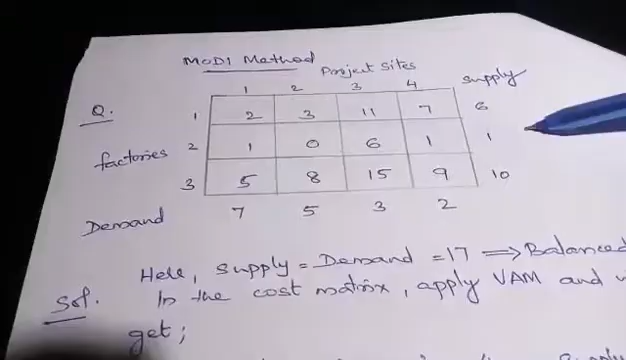 MODI Method
Project Sites
1 2 3 4 supply
Q. 1 2 3 11 7 6
factories 2 1 0 6 1 1
3 5 8 15 9 10
Demand 7 5 3 2
Here, supply = Demand = 17 ⟹ Balanced
Sol. In the cost matrix, apply VAM and
get;